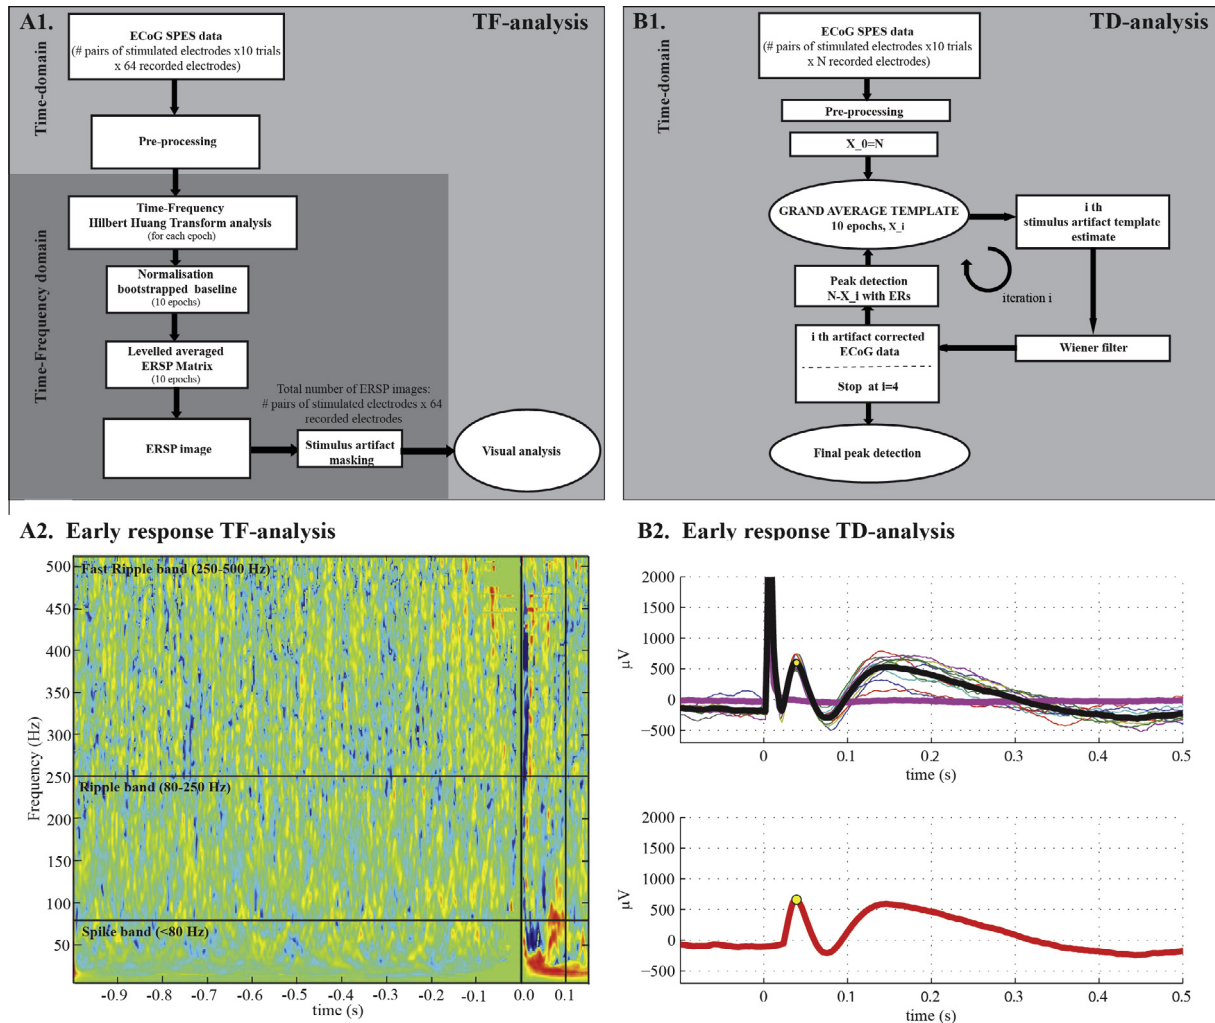 A1.
TF-analysis
Time-domain
ECoG SPES data
(# pairs of stimulated electrodes x10 trials
x 64 recorded electrodes)
Pre-processing
Time-Frequency domain
Time-Frequency
Hilbert Huang Transform analysis
(for each epoch)
Normalisation
bootstrapped baseline
(10 epochs)
Levelled averaged
ERSP Matrix
(10 epochs)
Total number of ERSP images:
# pairs of stimulated electrodes x 64
recorded electrodes
ERSP image
Stimulus artifact
masking
Visual analysis
B1.
TD-analysis
Time-domain
ECoG SPES data
(# pairs of stimulated electrodes x10 trials
x N recorded electrodes)
Pre-processing
X_0=N
GRAND AVERAGE TEMPLATE
10 epochs, X_i
i th
stimulus artifact template
estimate
Peak detection
N-X_i with ERs
iteration i
i th artifact corrected
ECoG data
Stop at i=4
Wiener filter
Final peak detection
A2. Early response TF-analysis
Fast Ripple band (250-500 Hz)
Ripple band (80-250 Hz)
Spike band (<80 Hz)
Frequency (Hz)
500
450
400
350
300
250
200
150
100
50
-0.9 -0.8 -0.7 -0.6 -0.5 -0.4 -0.3 -0.2 -0.1 0.0 0.1
time (s)
B2. Early response TD-analysis
2000
1500
1000
500
0
−500
µV
0 0.1 0.2 0.3 0.4 0.5
time (s)
2000
1500
1000
500
0
−500
µV
0 0.1 0.2 0.3 0.4 0.5
time (s)